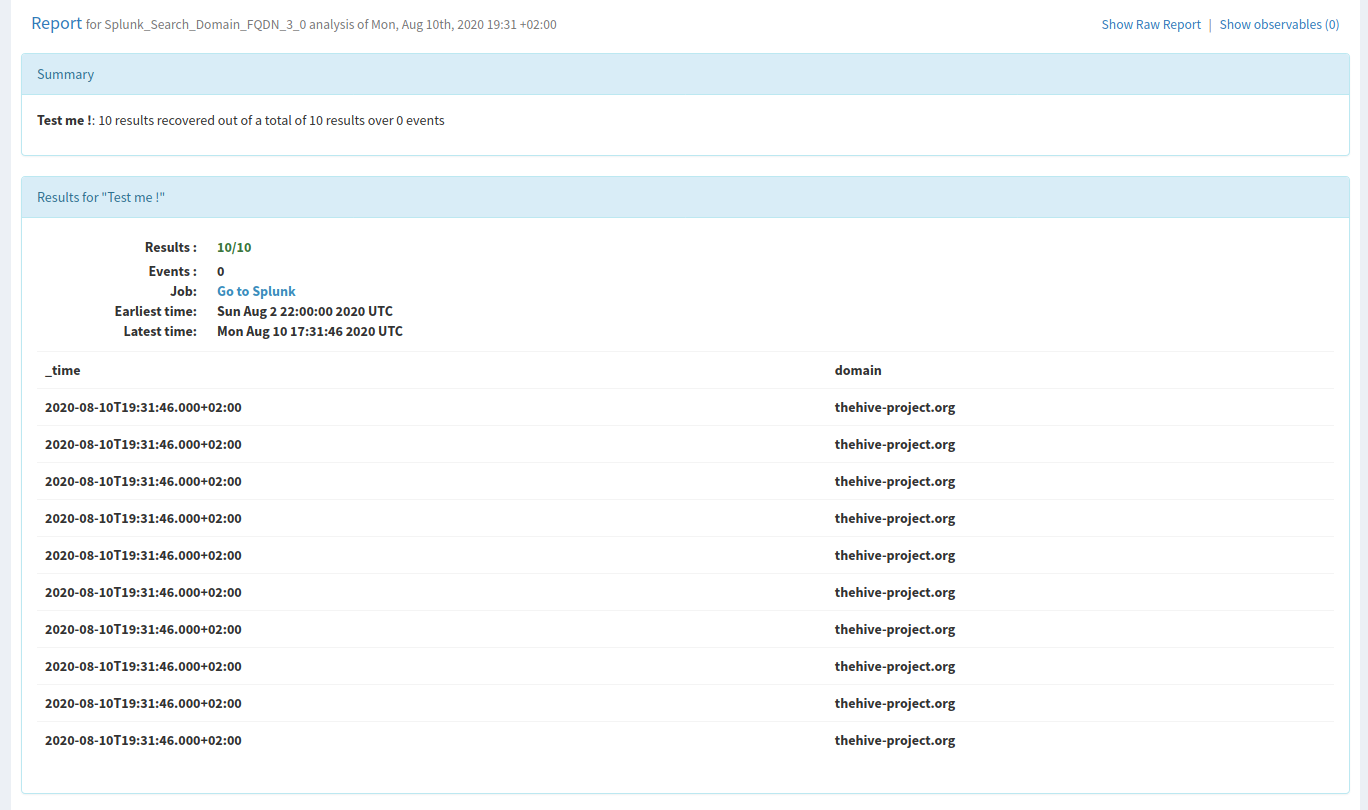 Report for Splunk_Search_Domain_FQDN_3_0 analysis of Mon, Aug 10th, 2020 19:31 +02:00 Show Raw Report | Show observables (0)
Summary
Test me !: 10 results recovered out of a total of 10 results over 0 events
Results for "Test me !"
Results : 10/10
Events : 0
Job: Go to Splunk
Earliest time: Sun Aug 2 22:00:00 2020 UTC
Latest time: Mon Aug 10 17:31:46 2020 UTC
_time domain
2020-08-10T19:31:46.000+02:00 thehive-project.org
2020-08-10T19:31:46.000+02:00 thehive-project.org
2020-08-10T19:31:46.000+02:00 thehive-project.org
2020-08-10T19:31:46.000+02:00 thehive-project.org
2020-08-10T19:31:46.000+02:00 thehive-project.org
2020-08-10T19:31:46.000+02:00 thehive-project.org
2020-08-10T19:31:46.000+02:00 thehive-project.org
2020-08-10T19:31:46.000+02:00 thehive-project.org
2020-08-10T19:31:46.000+02:00 thehive-project.org
2020-08-10T19:31:46.000+02:00 thehive-project.org